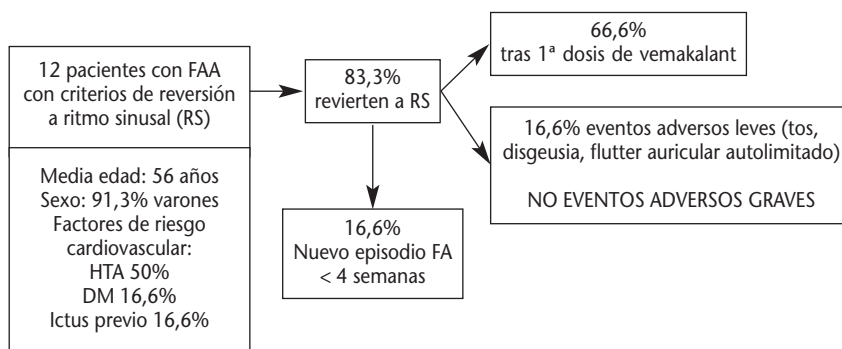 12 pacientes con FAA
con criterios de reversión
a ritmo sinusal (RS)
Media edad: 56 años
Sexo: 91,3% varones
Factores de riesgo
cardiovascular:
HTA 50%
DM 16,6%
Ictus previo 16,6%
83,3%
revierten a RS
16,6%
Nuevo episodio FA
< 4 semanas
66,6%
tras 1ª dosis de vemakalant
16,6% eventos adversos leves (tos,
disgeusia, flutter auricular autolimitado)
NO EVENTOS ADVERSOS GRAVES